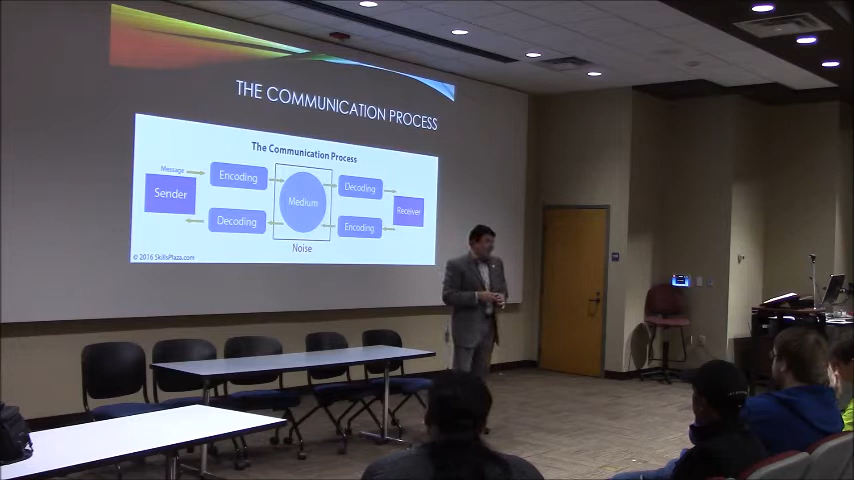 THE COMMUNICATION PROCESS
The Communication Process
Message
Sender
Encoding
Decoding
Medium
Decoding
Encoding
Receiver
Noise
© 2016 SkillsPlaza.com